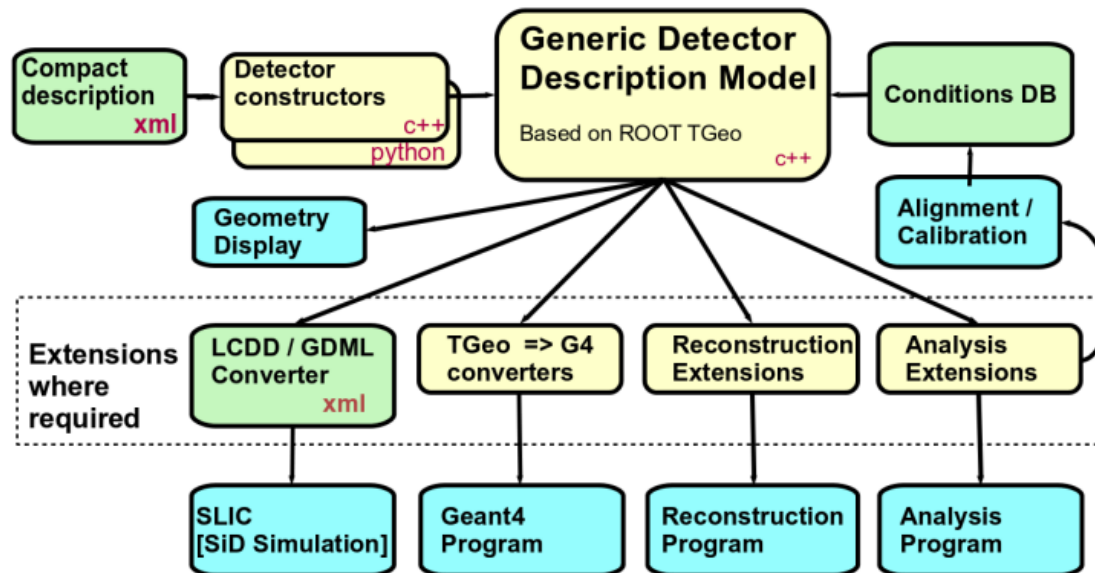 Compact
description
xml
Detector
constructors
c++
python
Generic Detector
Description Model
Based on ROOT TGeo
c++
Conditions DB
Geometry
Display
Alignment /
Calibration
Extensions
where
required
LCDD / GDML
Converter
xml
TGeo => G4
converters
Reconstruction
Extensions
Analysis
Extensions
SLIC
[SiD Simulation]
Geant4
Program
Reconstruction
Program
Analysis
Program